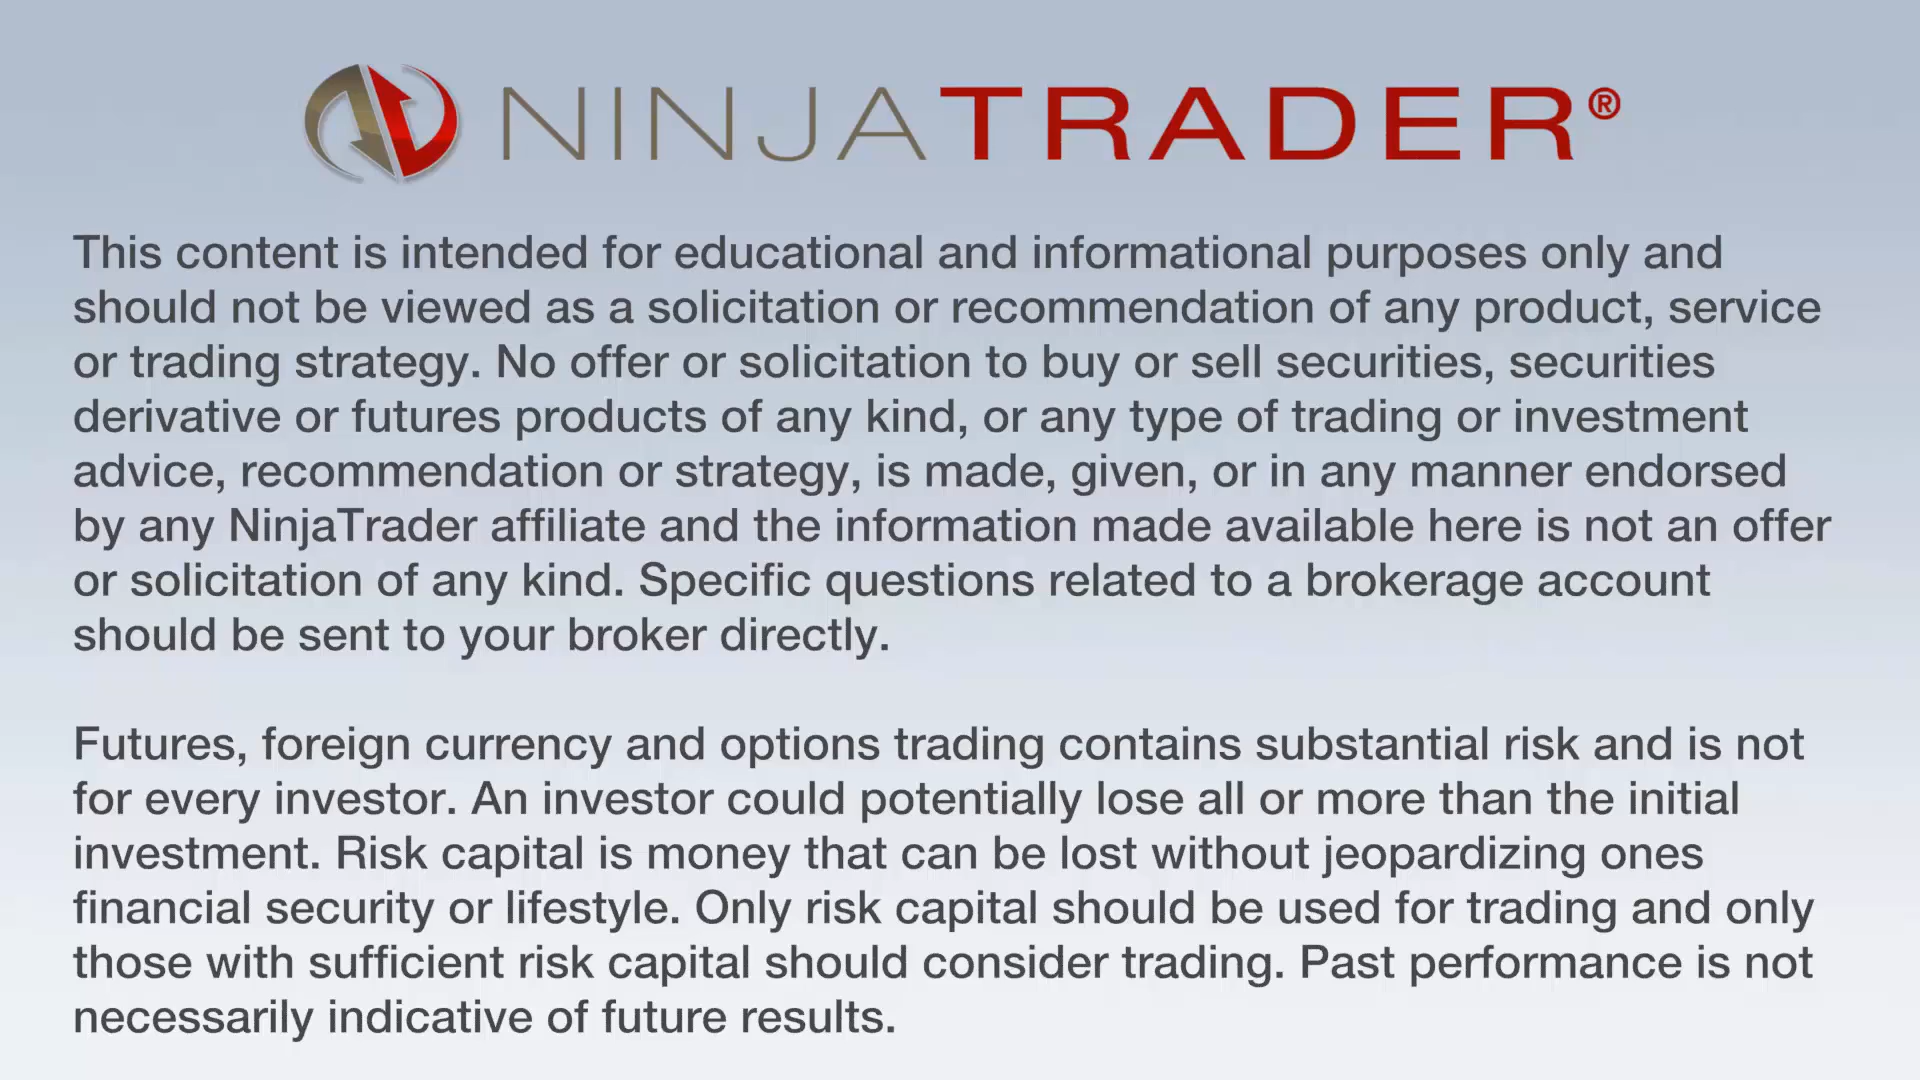 NINJATRADER®
This content is intended for educational and informational purposes only and
should not be viewed as a solicitation or recommendation of any product, service
or trading strategy. No offer or solicitation to buy or sell securities, securities
derivative or futures products of any kind, or any type of trading or investment
advice, recommendation or strategy, is made, given, or in any manner endorsed
by any NinjaTrader affiliate and the information made available here is not an offer
or solicitation of any kind. Specific questions related to a brokerage account
should be sent to your broker directly.
Futures, foreign currency and options trading contains substantial risk and is not
for every investor. An investor could potentially lose all or more than the initial
investment. Risk capital is money that can be lost without jeopardizing ones
financial security or lifestyle. Only risk capital should be used for trading and only
those with sufficient risk capital should consider trading. Past performance is not
necessarily indicative of future results.